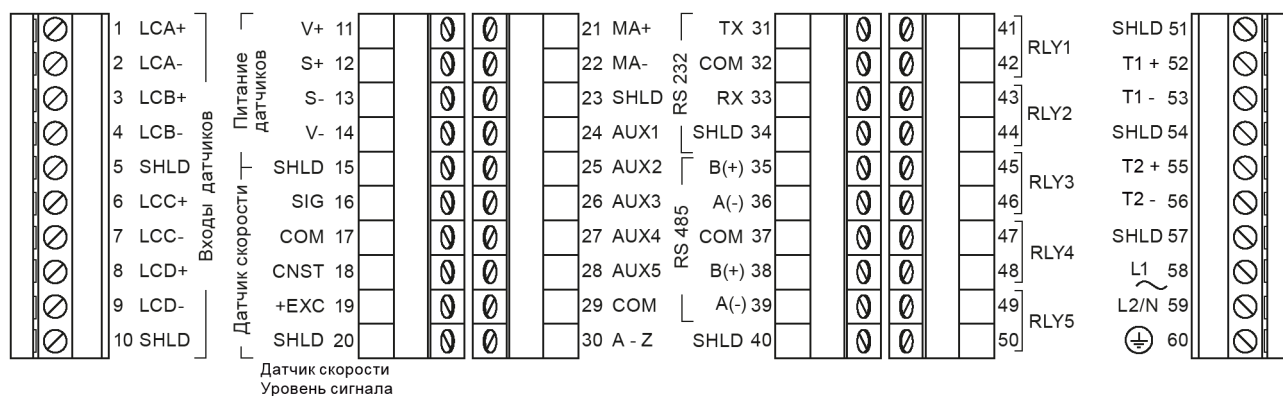 1 LCA+
2 LCA-
3 LCB+
4 LCB-
5 SHLD
6 LCC+
7 LCC-
8 LCD+
9 LCD-
10 SHLD
Входы датчиков
Питание
датчиков
Датчик скорости
V+ 11
S+ 12
S- 13
V- 14
SHLD 15
SIG 16
COM 17
CNST 18
+EXC 19
SHLD 20
Датчик скорости
Уровень сигнала
21 MA+
22 MA-
23 SHLD
24 AUX1
25 AUX2
26 AUX3
27 AUX4
28 AUX5
29 COM
30 A - Z
RS 232
RS 485
TX 31
COM 32
RX 33
SHLD 34
B(+) 35
A(-) 36
COM 37
B(+) 38
A(-) 39
SHLD 40
41
42
RLY1
43
44
RLY2
45
46
RLY3
47
48
RLY4
49
50
RLY5
SHLD 51
T1 + 52
T1 - 53
SHLD 54
T2 + 55
T2 - 56
SHLD 57
L1 58
L2/N 59
60